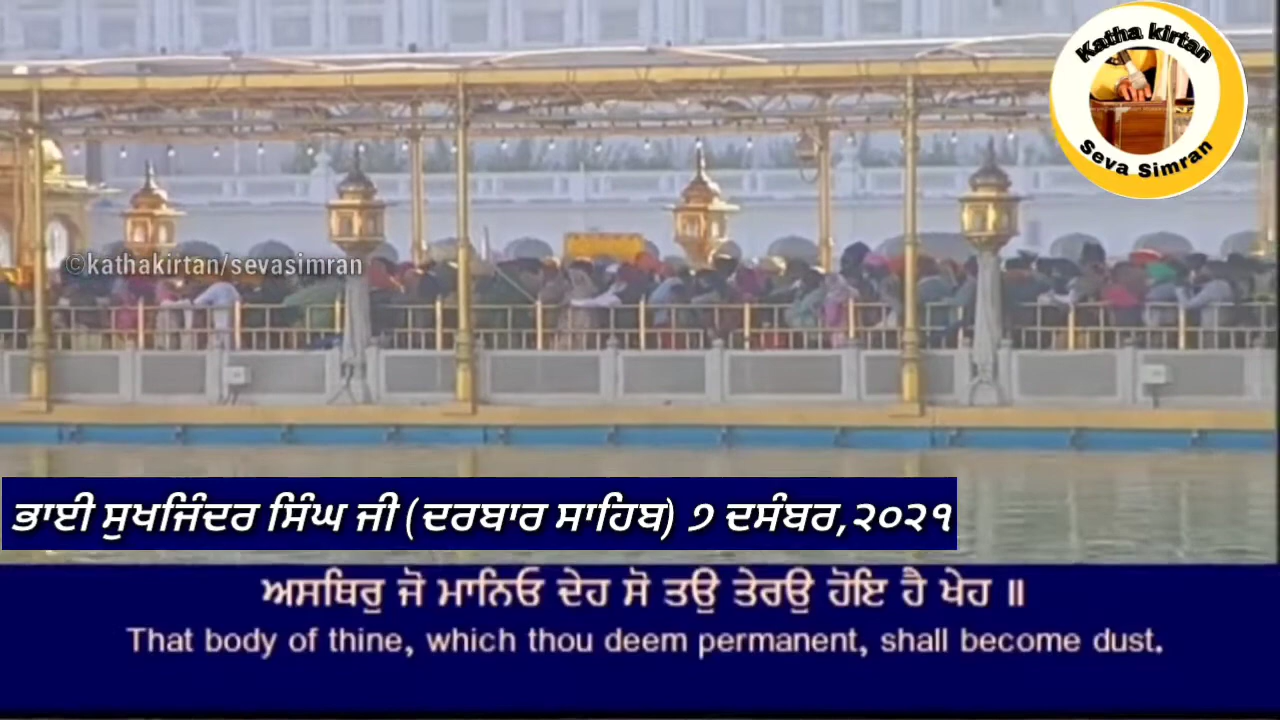 Katha kirtan
Seva Simran
©kathakirtan/sevasimran
ਭਾਈ ਸੁਖਜਿੰਦਰ ਸਿੰਘ ਜੀ (ਦਰਬਾਰ ਸਾਹਿਬ) ੭ ਦਸੰਬਰ,੨੦੨੧
ਅਸਥਿਰੁ ਜੋ ਮਾਨਿਓ ਦੇਹ ਸੋ ਤਉ ਤੇਰਉ ਹੋਇ ਹੈ ਖੇਹ ॥
That body of thine, which thou deem permanent, shall become dust.